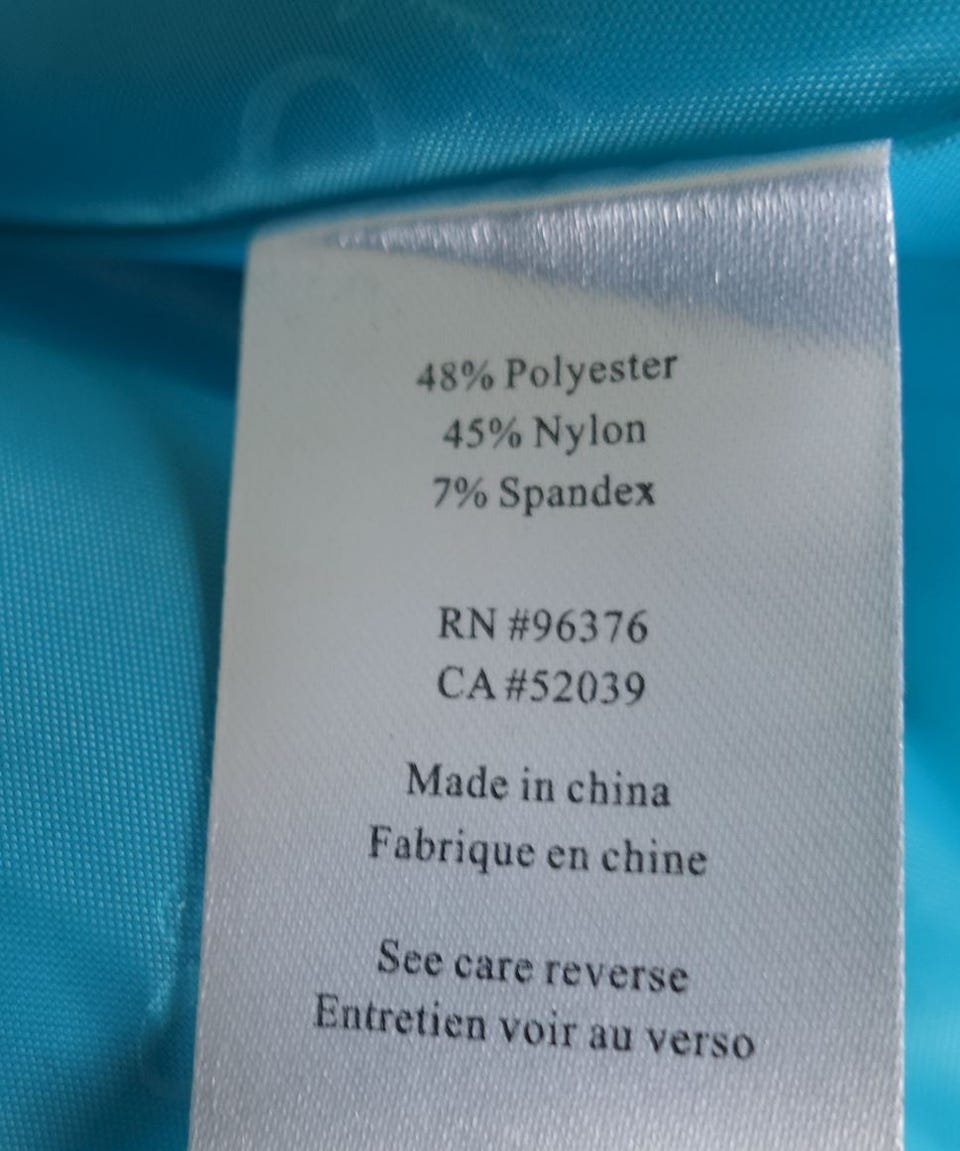 48% Polyester
45% Nylon
7% Spandex
RN #96376
CA #52039
Made in china
Fabrique en chine
See care reverse
Entretien voir au verso